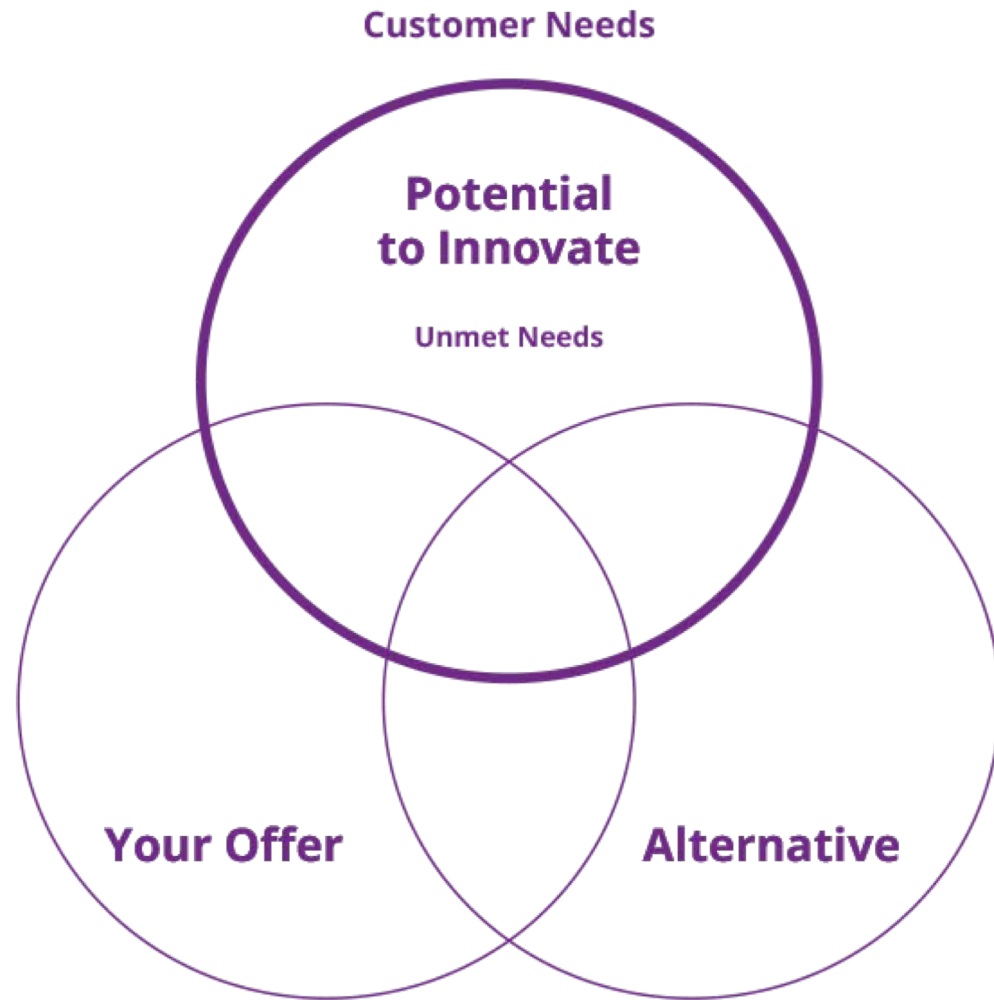 Customer Needs
Potential
to Innovate
Unmet Needs
Your Offer
Alternative